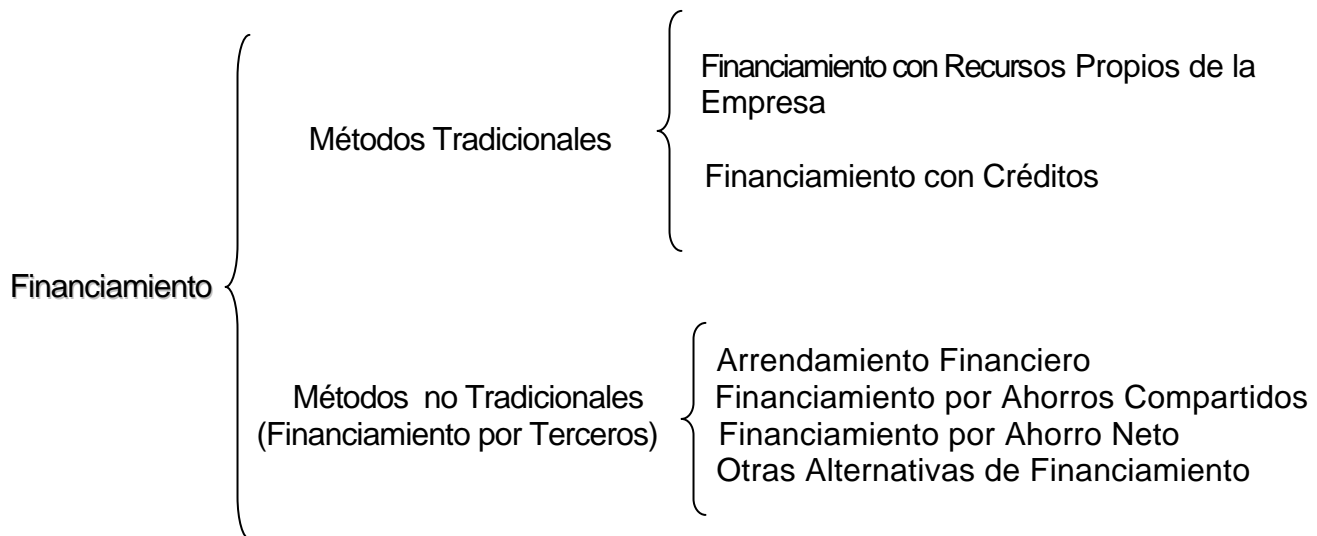 Financiamiento con Recursos Propios de la
Empresa
Métodos Tradicionales
Financiamiento con Créditos
Financiamiento
Métodos no Tradicionales
(Financiamiento por Terceros)
Arrendamiento Financiero
Financiamiento por Ahorros Compartidos
Financiamiento por Ahorro Neto
Otras Alternativas de Financiamiento